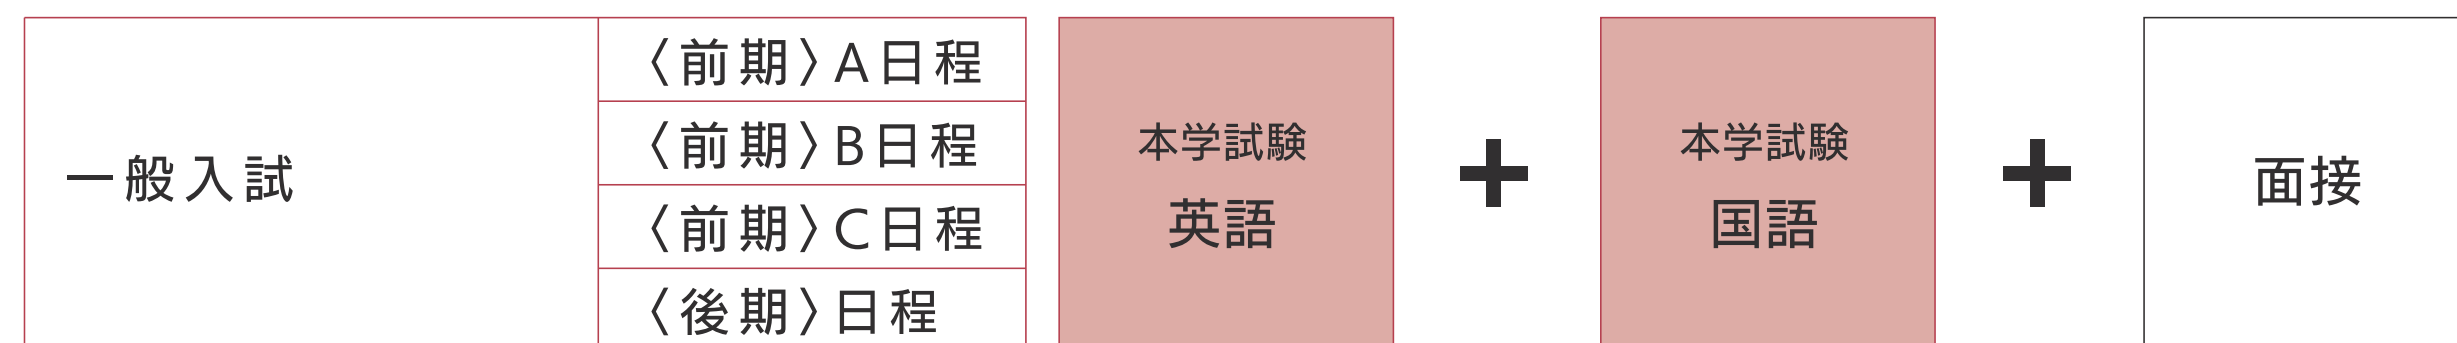 一般入試
〈前期〉A日程
〈前期〉B日程
〈前期〉C日程
〈後期〉日程
本学試験
英語
+
本学試験
国語
+
面接